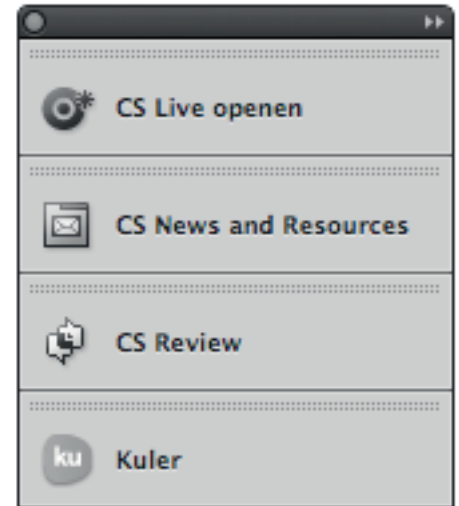 CS Live openen
CS News and Resources
CS Review
ku
Kuler